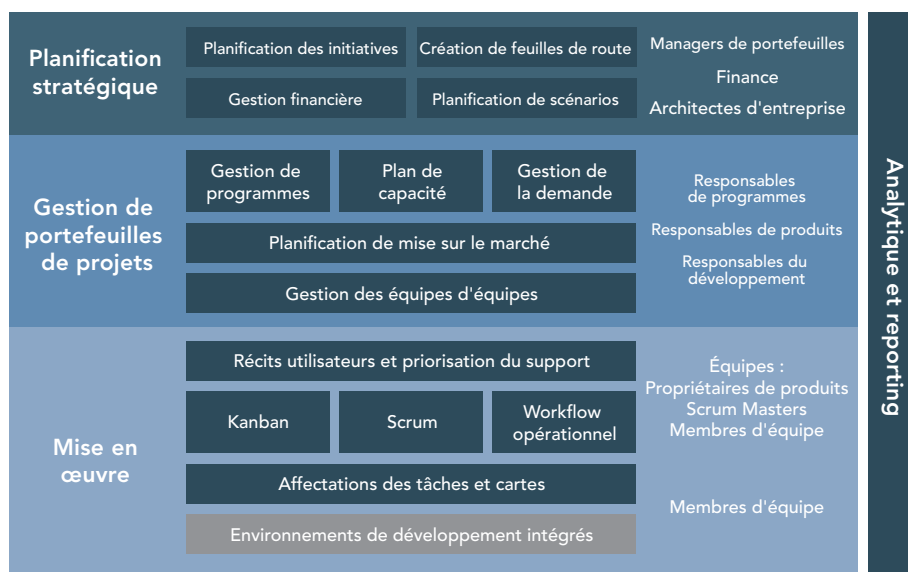 Planification
stratégique
Planification des initiatives
Création de feuilles de route
Gestion financière
Planification de scénarios
Managers de portefeuilles
Finance
Architectes d'entreprise
Gestion de
portefeuilles
de projets
Gestion de
programmes
Plan de
capacité
Gestion de
la demande
Planification de mise sur le marché
Gestion des équipes d'équipes
Responsables
de programmes
Responsables de produits
Responsables du
développement
Mise en
œuvre
Récits utilisateurs et priorisation du support
Kanban
Scrum
Workflow
opérationnel
Affectations des tâches et cartes
Environnements de développement intégrés
Équipes :
Propriétaires de produits
Scrum Masters
Membres d'équipe
Membres d'équipe
Analytique et reporting